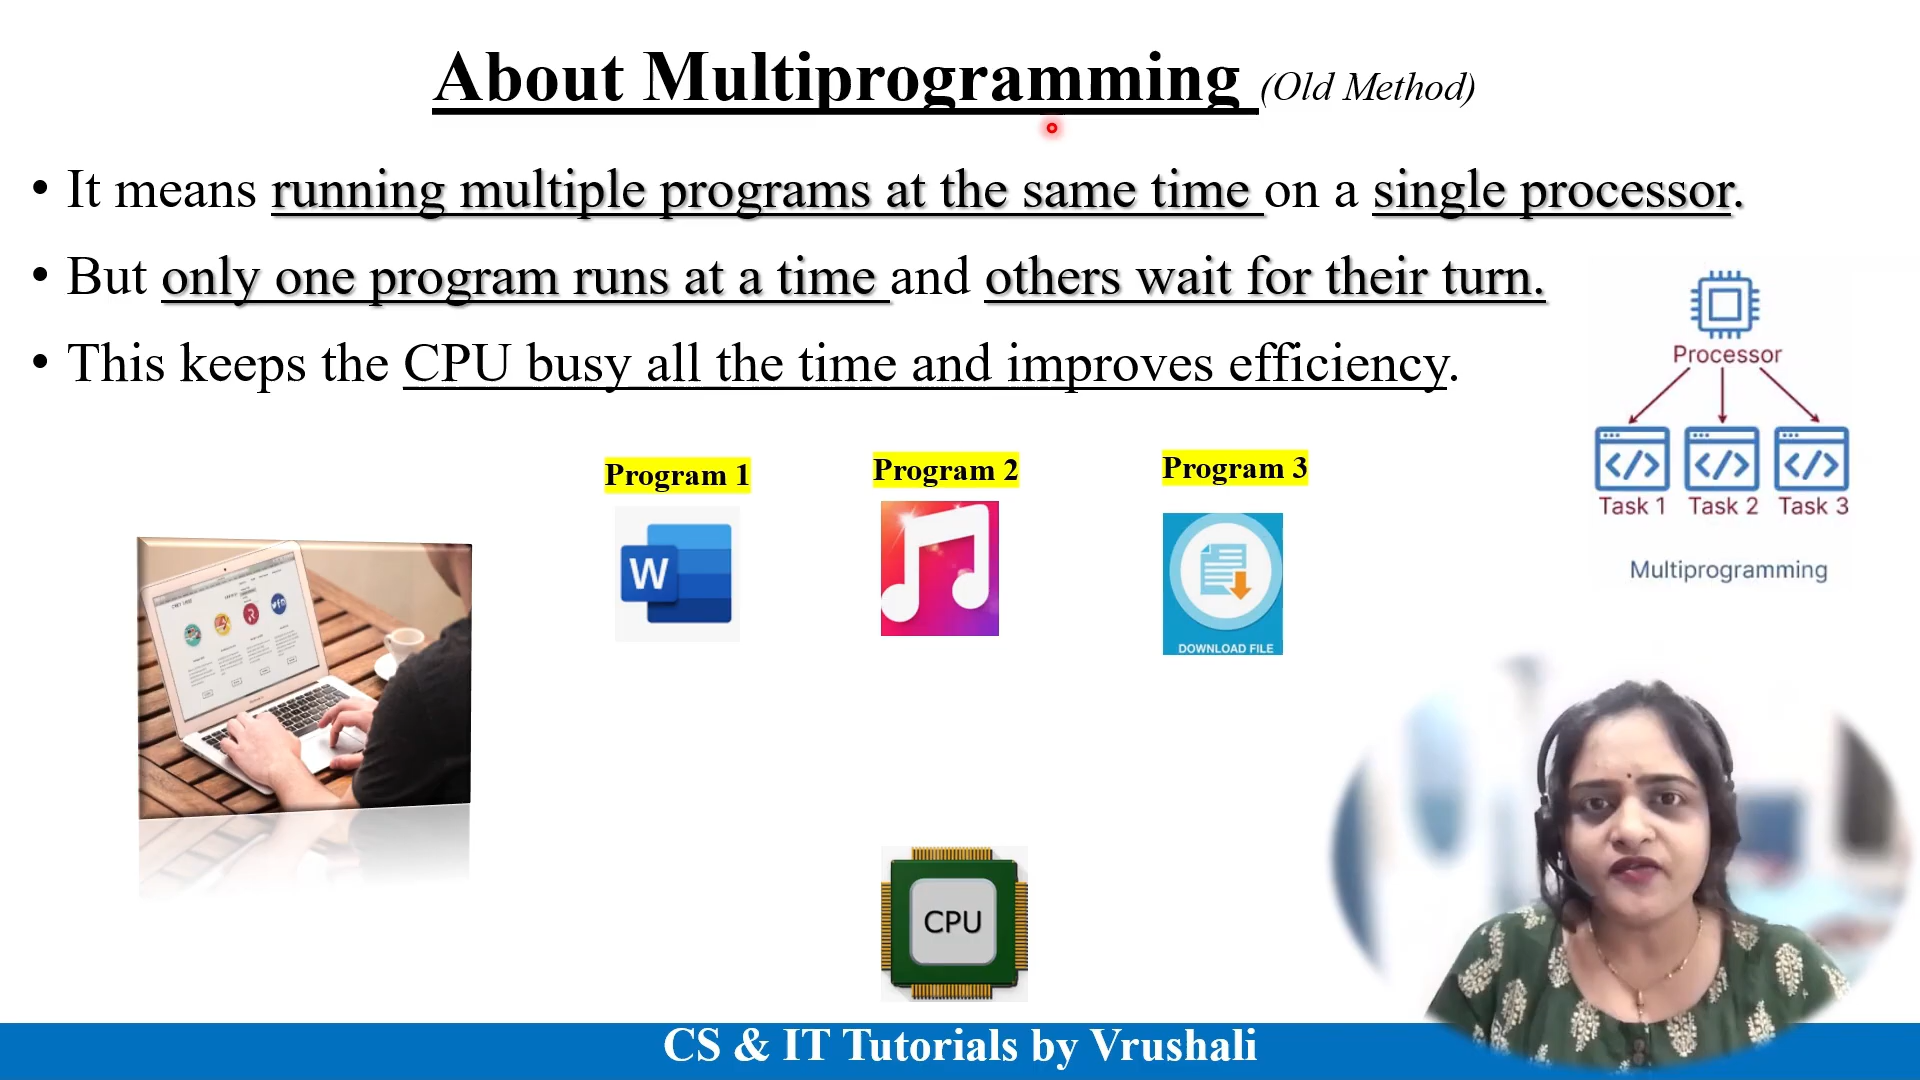 About Multiprogramming (Old Method)
• It means running multiple programs at the same time on a single processor.
• But only one program runs at a time and others wait for their turn.
• This keeps the CPU busy all the time and improves efficiency.
Processor
Task 1 Task 2 Task 3
Multiprogramming
Program 1
Program 2
Program 3
W
DOWNLOAD FILE
CPU
CS & IT Tutorials by Vrushali